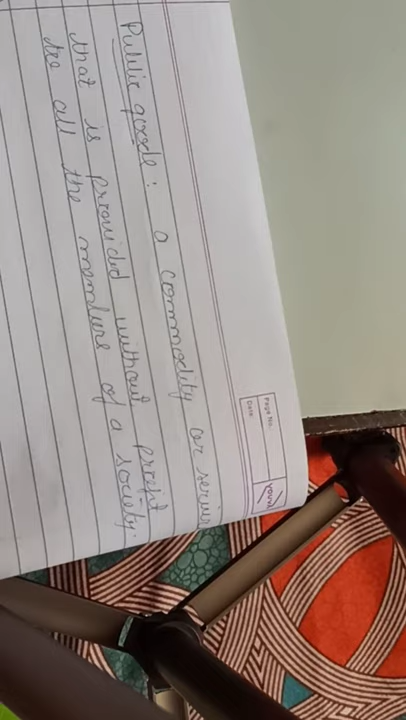 Page No.
Date
YOUVA
Public goods : a commodity or service
that is provided without profit
to all the members of a society.